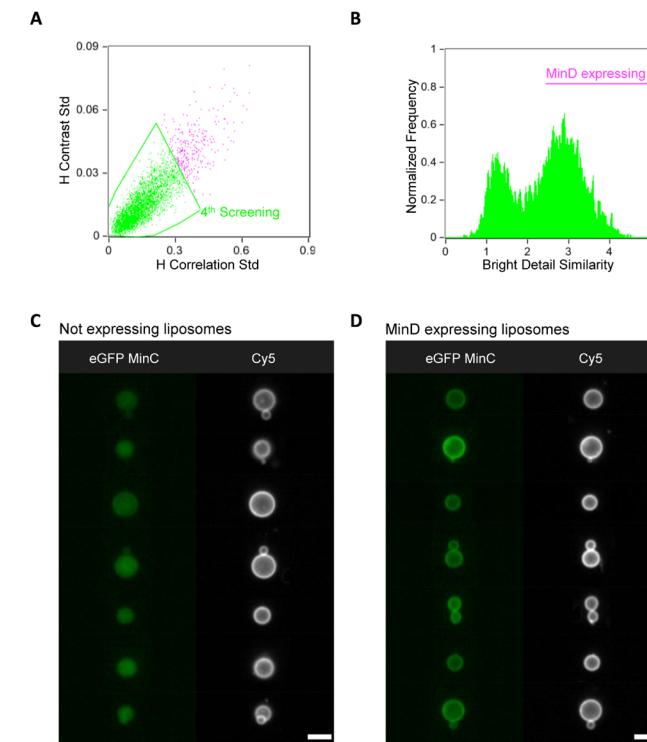 A
0.09
0.06
0.03
0
H Contrast Std
4th Screening
0 0.3 0.6 0.9
H Correlation Std
B
1
0.8
0.6
0.4
0.2
0
Normalized Frequency
MinD expressing
0 1 2 3 4
Bright Detail Similarity
C Not expressing liposomes
eGFP MinC Cy5
D MinD expressing liposomes
eGFP MinC Cy5